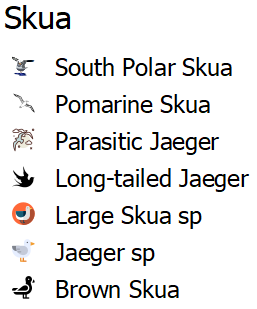 Skua
South Polar Skua
Pomarine Skua
Parasitic Jaeger
Long-tailed Jaeger
Large Skua sp
Jaeger sp
Brown Skua